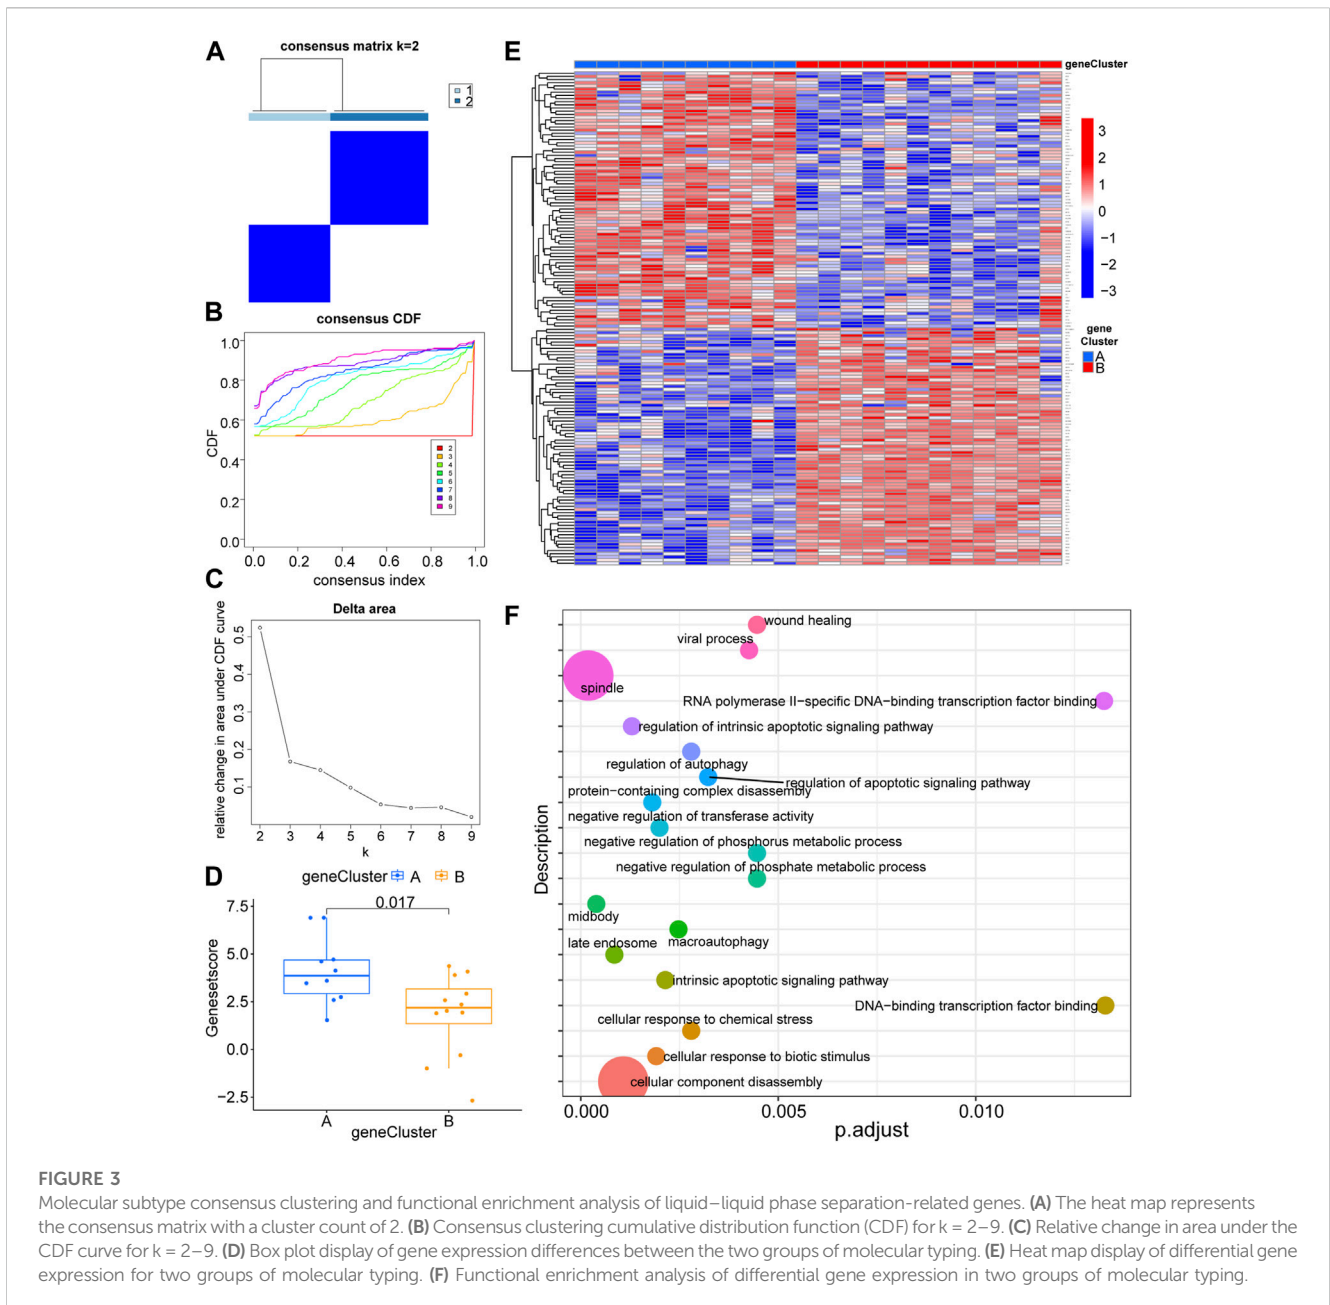 A
consensus matrix k=2
1
2
B
consensus CDF
1.0
0.8
0.6
0.4
0.2
0.0
CDF
2
3
4
5
6
7
8
9
0.0 0.2 0.4 0.6 0.8 1.0
consensus index
C
Delta area
relative change in area under CDF curve
0.5
0.4
0.3
0.2
0.1
2 3 4 5 6 7 8 9
k
D
geneCluster A B
0.017
7.5
5.0
2.5
0.0
−2.5
Genesetscore
A B
geneCluster
E
geneCluster
3
2
1
0
−1
−2
−3
gene
Cluster
A
B
F
wound healing
viral process
spindle
RNA polymerase II−specific DNA−binding transcription factor binding
regulation of intrinsic apoptotic signaling pathway
regulation of autophagy
regulation of apoptotic signaling pathway
protein−containing complex disassembly
negative regulation of transferase activity
negative regulation of phosphorus metabolic process
negative regulation of phosphate metabolic process
midbody
macroautophagy
late endosome
intrinsic apoptotic signaling pathway
DNA−binding transcription factor binding
cellular response to chemical stress
cellular response to biotic stimulus
cellular component disassembly
Description
0.000 0.005 0.010
p.adjust
FIGURE 3
Molecular subtype consensus clustering and functional enrichment analysis of liquid–liquid phase separation-related genes. (A) The heat map represents
the consensus matrix with a cluster count of 2. (B) Consensus clustering cumulative distribution function (CDF) for k = 2–9. (C) Relative change in area under the
CDF curve for k = 2–9. (D) Box plot display of gene expression differences between the two groups of molecular typing. (E) Heat map display of differential gene
expression for two groups of molecular typing. (F) Functional enrichment analysis of differential gene expression in two groups of molecular typing.